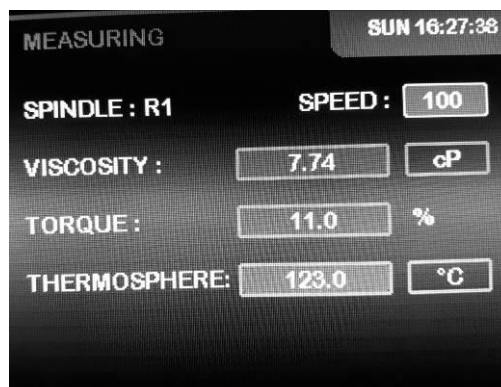 MEASURING SUN 16:27:38
SPINDLE : R1 SPEED : 100
VISCOSITY : 7.74 cP
TORQUE : 11.0 %
THERMOSPHERE: 123.0 °C